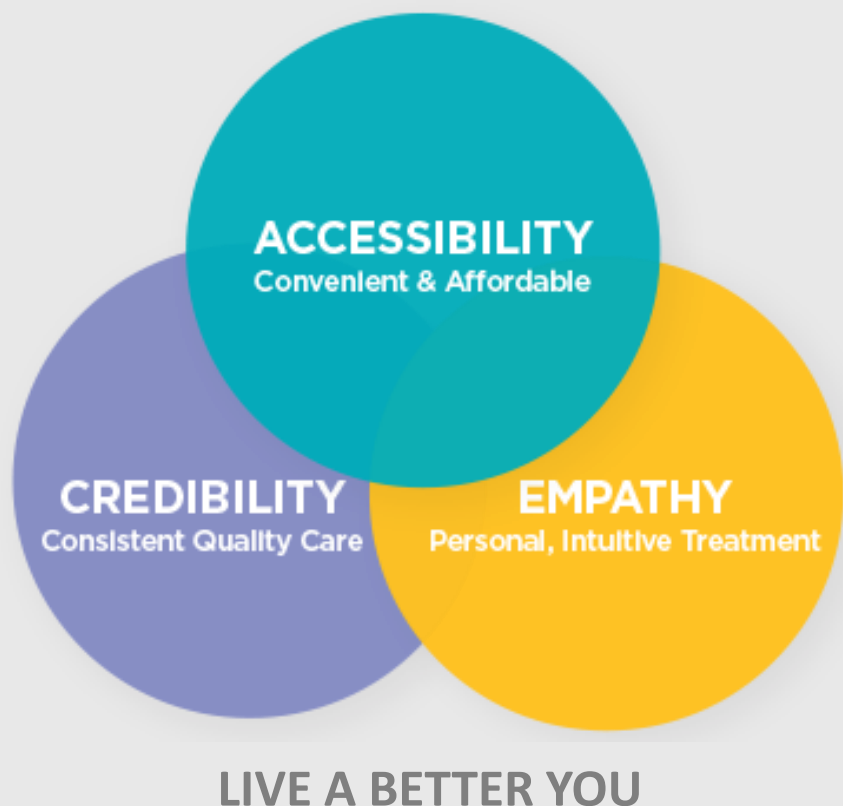 ACCESSIBILITY
Convenient & Affordable
CREDIBILITY
Consistent Quality Care
EMPATHY
Personal, Intuitive Treatment
LIVE A BETTER YOU